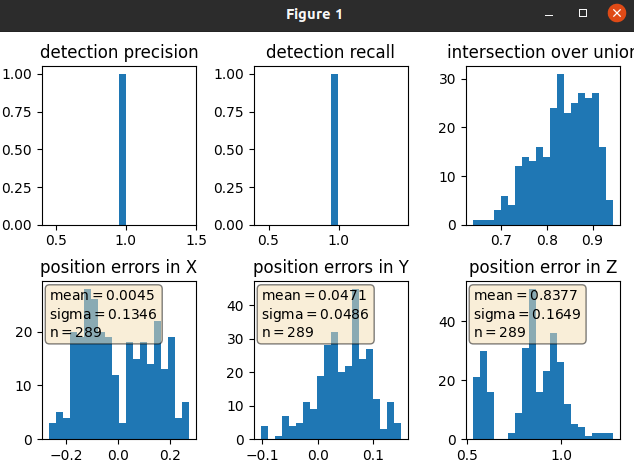 Figure 1
detection precision
detection recall
intersection over union
1.00
0.75
0.50
0.25
0.00
0.5 1.0 1.5
1.00
0.75
0.50
0.25
0.00
0.5 1.0
30
20
10
0
0.7 0.8 0.9
position errors in X
position errors in Y
position error in Z
mean = 0.0045
sigma = 0.1346
n = 289
20
0
−0.2 0.0 0.2
mean = 0.0471
sigma = 0.0486
n = 289
40
30
20
10
0
−0.1 0.0 0.1
mean = 0.8377
sigma = 0.1649
n = 289
40
20
0
0.5 1.0